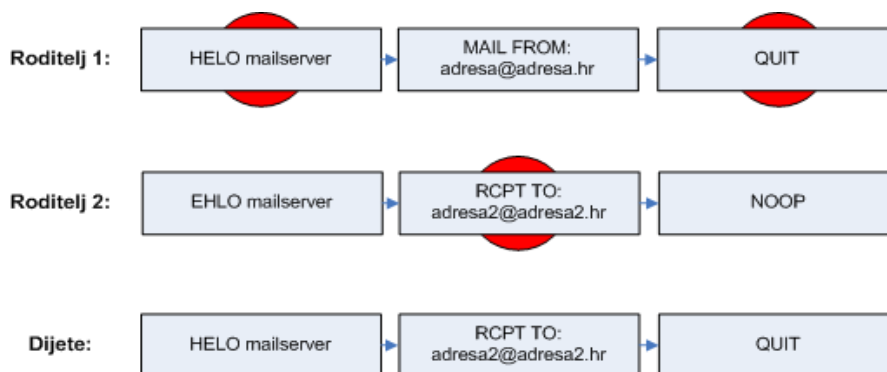 Roditelj 1:
HELO mailserver
MAIL FROM:
adresa@adresa.hr
QUIT
Roditelj 2:
EHLO mailserver
RCPT TO:
adresa2@adresa2.hr
NOOP
Dijete:
HELO mailserver
RCPT TO:
adresa2@adresa2.hr
QUIT